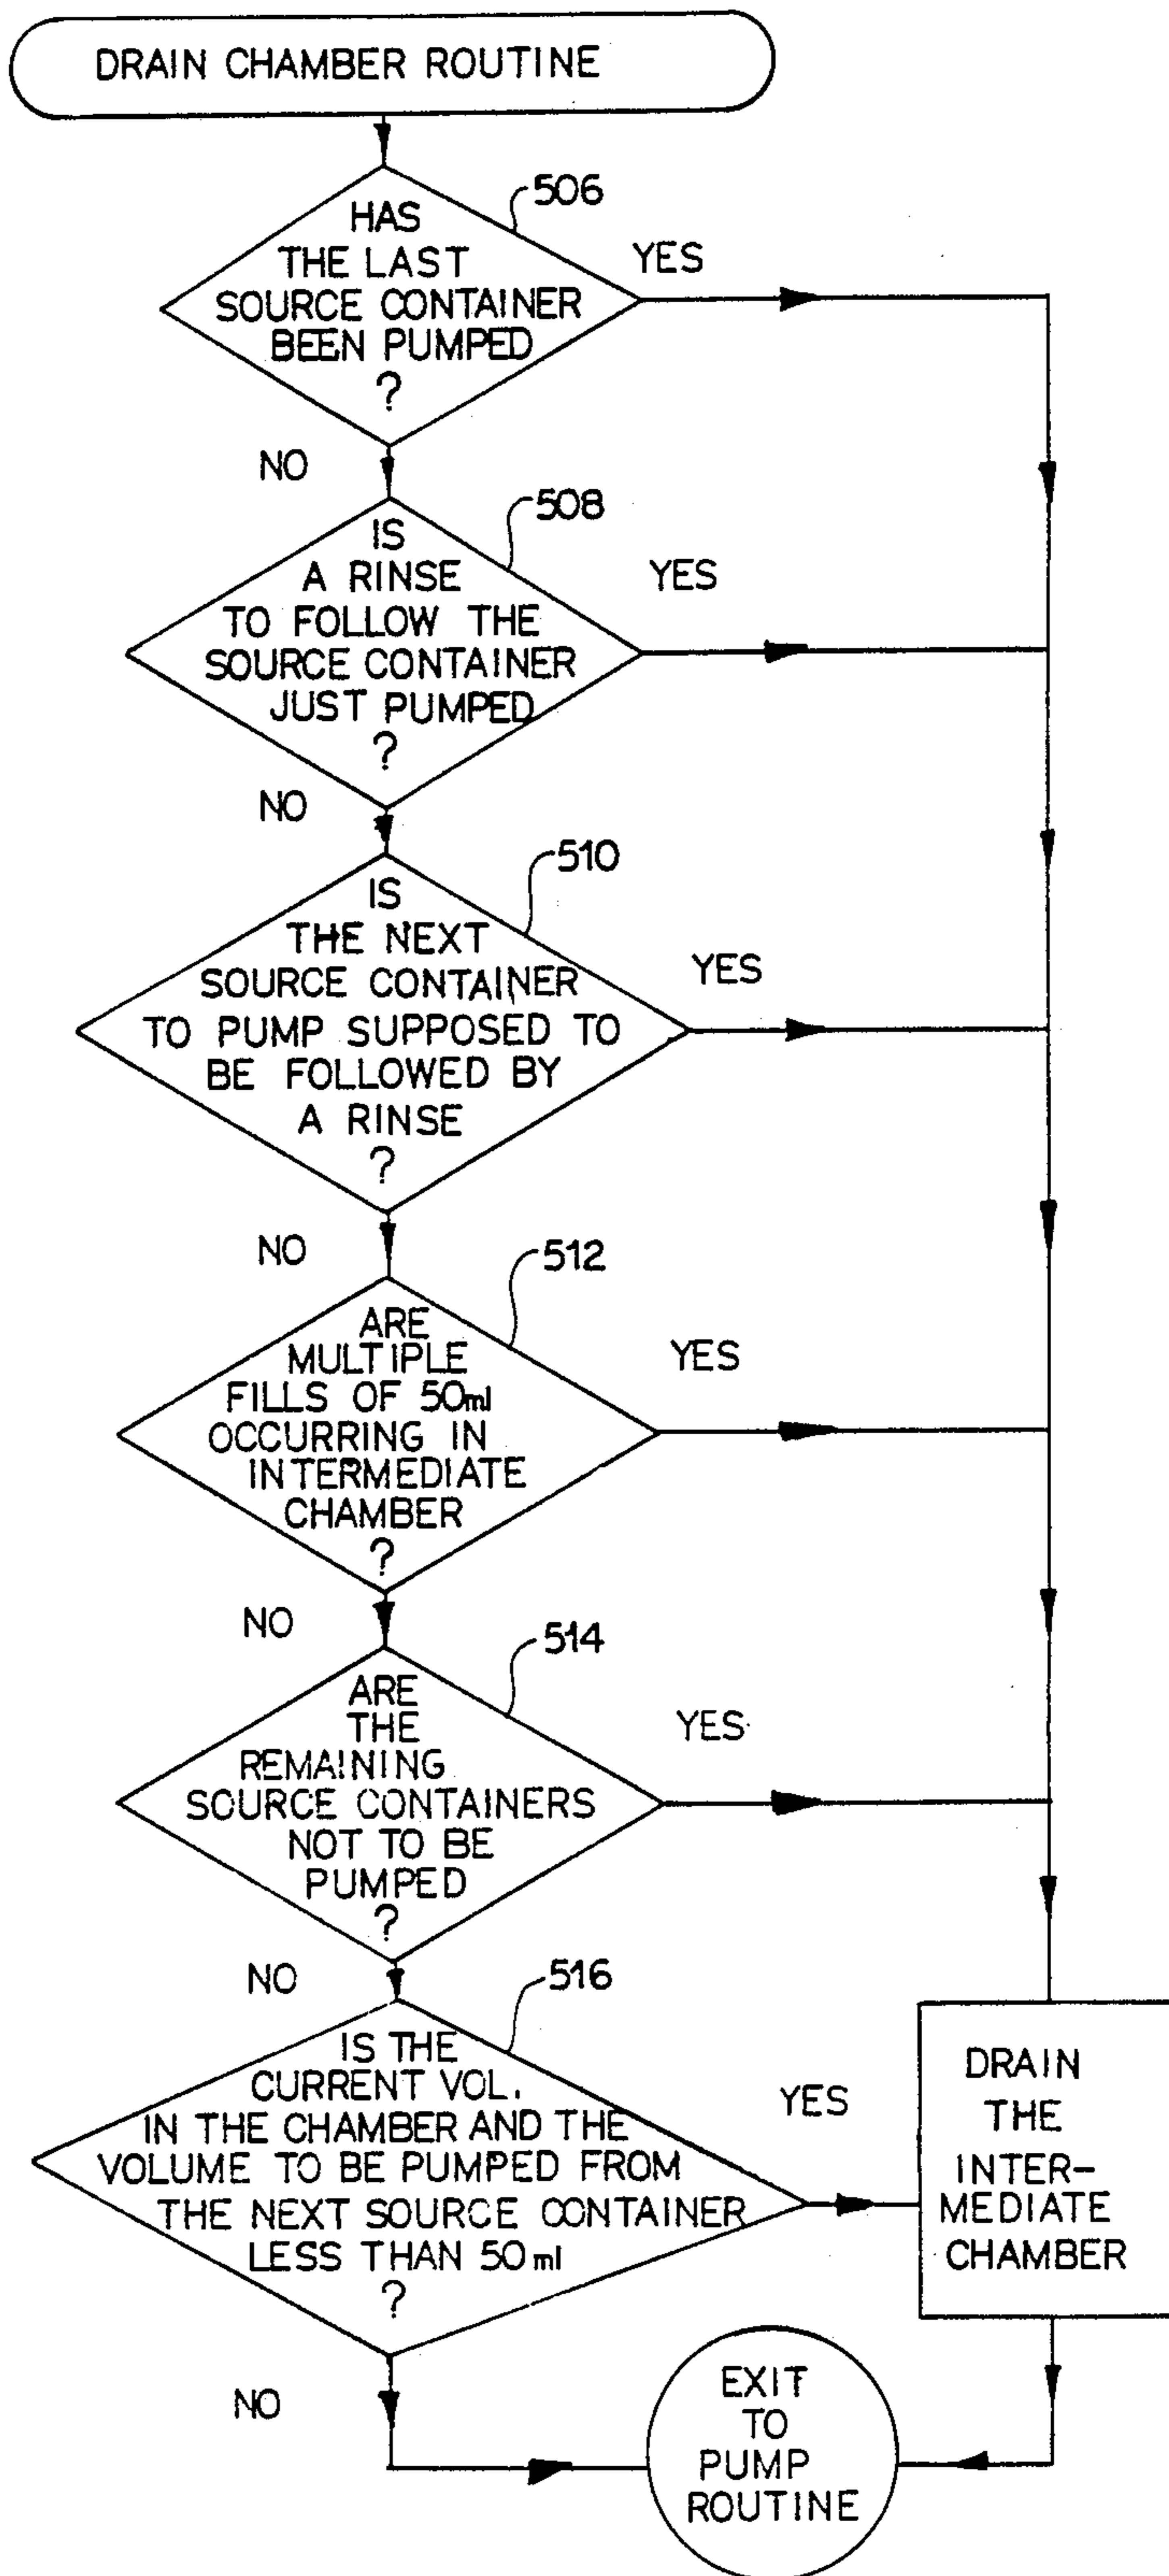 DRAIN CHAMBER ROUTINE
506
HAS
THE LAST
SOURCE CONTAINER
BEEN PUMPED
?
YES
NO
508
IS
A RINSE
TO FOLLOW THE
SOURCE CONTAINER
JUST PUMPED
?
YES
NO
510
IS
THE NEXT
SOURCE CONTAINER
TO PUMP SUPPOSED TO
BE FOLLOWED BY
A RINSE
?
YES
NO
512
ARE
MULTIPLE
FILLS OF 50ml
OCCURRING IN
INTERMEDIATE
CHAMBER
?
YES
NO
514
ARE
THE
REMAINING
SOURCE CONTAINERS
NOT TO BE
PUMPED
?
YES
NO
516
IS THE
CURRENT VOL.
IN THE CHAMBER AND THE
VOLUME TO BE PUMPED FROM
THE NEXT SOURCE CONTAINER
LESS THAN 50ml
?
YES
NO
DRAIN
THE
INTER-
MEDIATE
CHAMBER
EXIT
TO
PUMP
ROUTINE